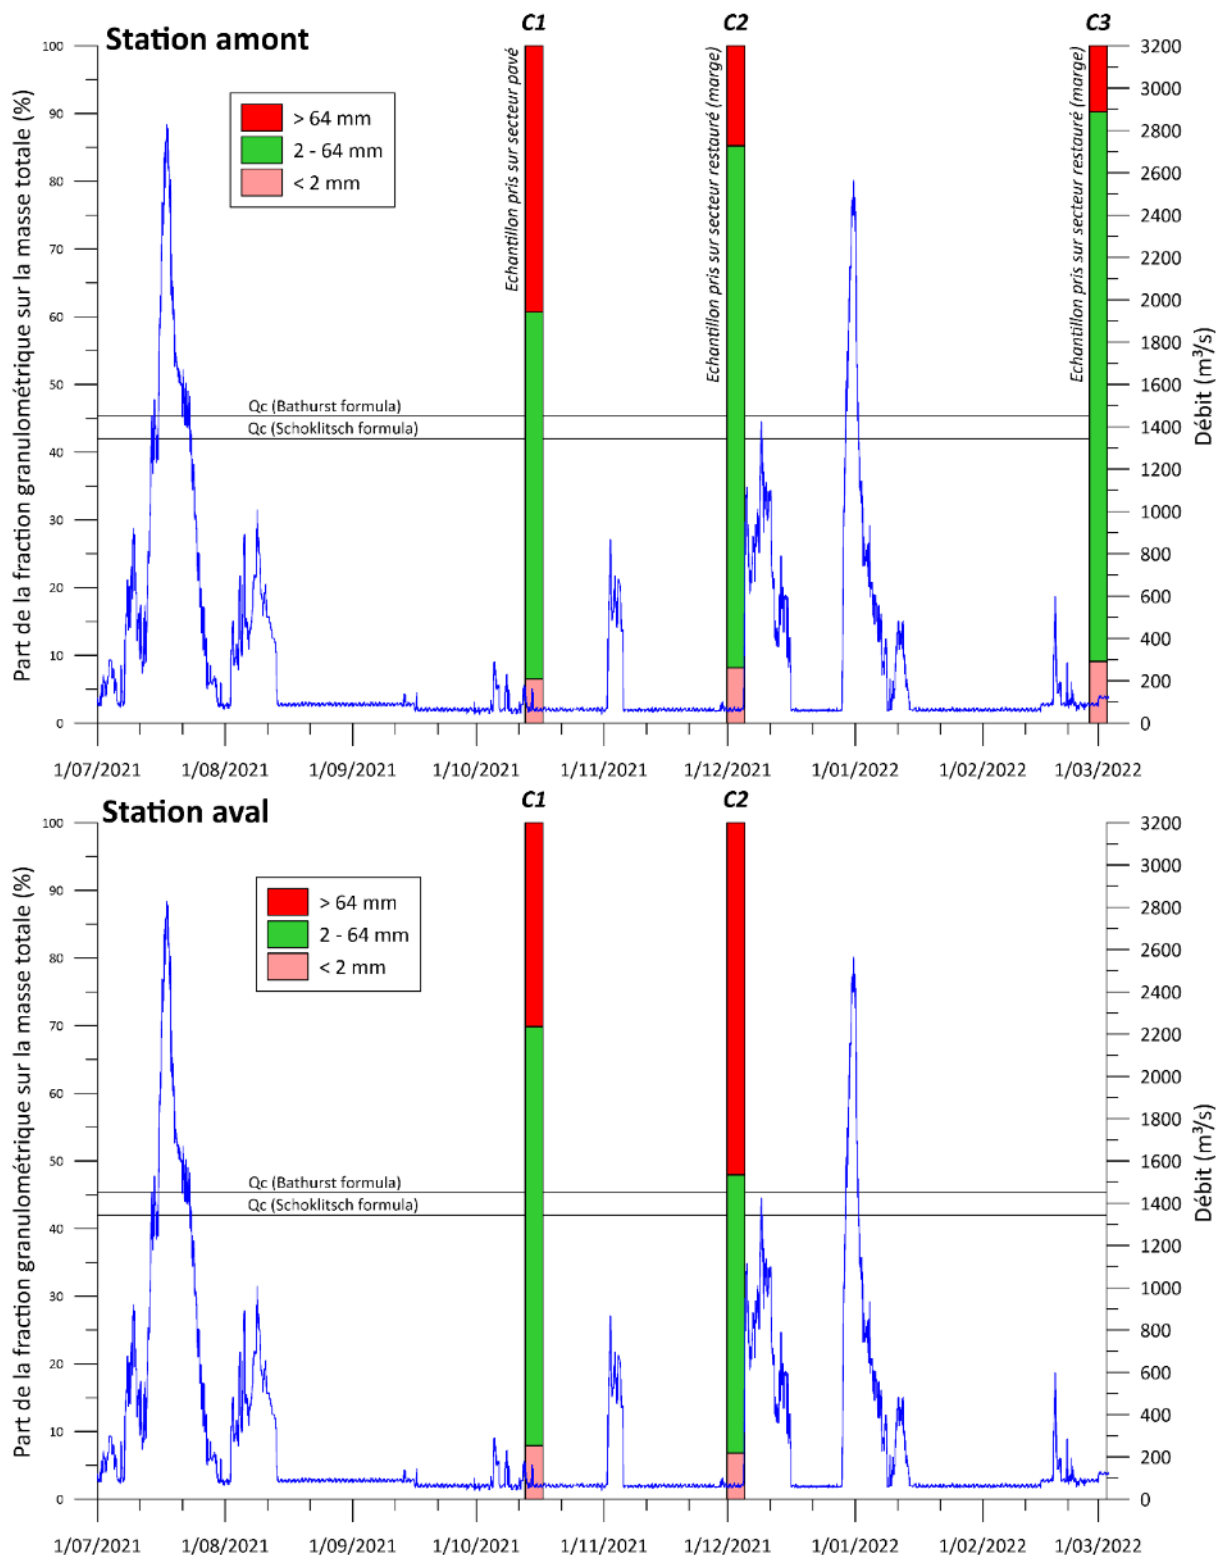 C1 C2 C3
Station amont
100 90 80 70 60 50 40 30 20 10 0
Part de la fraction granulométrique sur la masse totale (%)
> 64 mm
2 - 64 mm
< 2 mm
Echantillon pris sur secteur pavé
Echantillon pris sur secteur restauré (marge)
Echantillon pris sur secteur restauré (marge)
Qc (Bathurst formula)
Qc (Schoklitsch formula)
3200 3000 2800 2600 2400 2200 2000 1800 1600 1400 1200 1000 800 600 400 200 0
Débit (m³/s)
1/07/2021 1/08/2021 1/09/2021 1/10/2021 1/11/2021 1/12/2021 1/01/2022 1/02/2022 1/03/2022
C1 C2
Station aval
100 90 80 70 60 50 40 30 20 10 0
Part de la fraction granulométrique sur la masse totale (%)
> 64 mm
2 - 64 mm
< 2 mm
Qc (Bathurst formula)
Qc (Schoklitsch formula)
3200 3000 2800 2600 2400 2200 2000 1800 1600 1400 1200 1000 800 600 400 200 0
Débit (m³/s)
1/07/2021 1/08/2021 1/09/2021 1/10/2021 1/11/2021 1/12/2021 1/01/2022 1/02/2022 1/03/2022